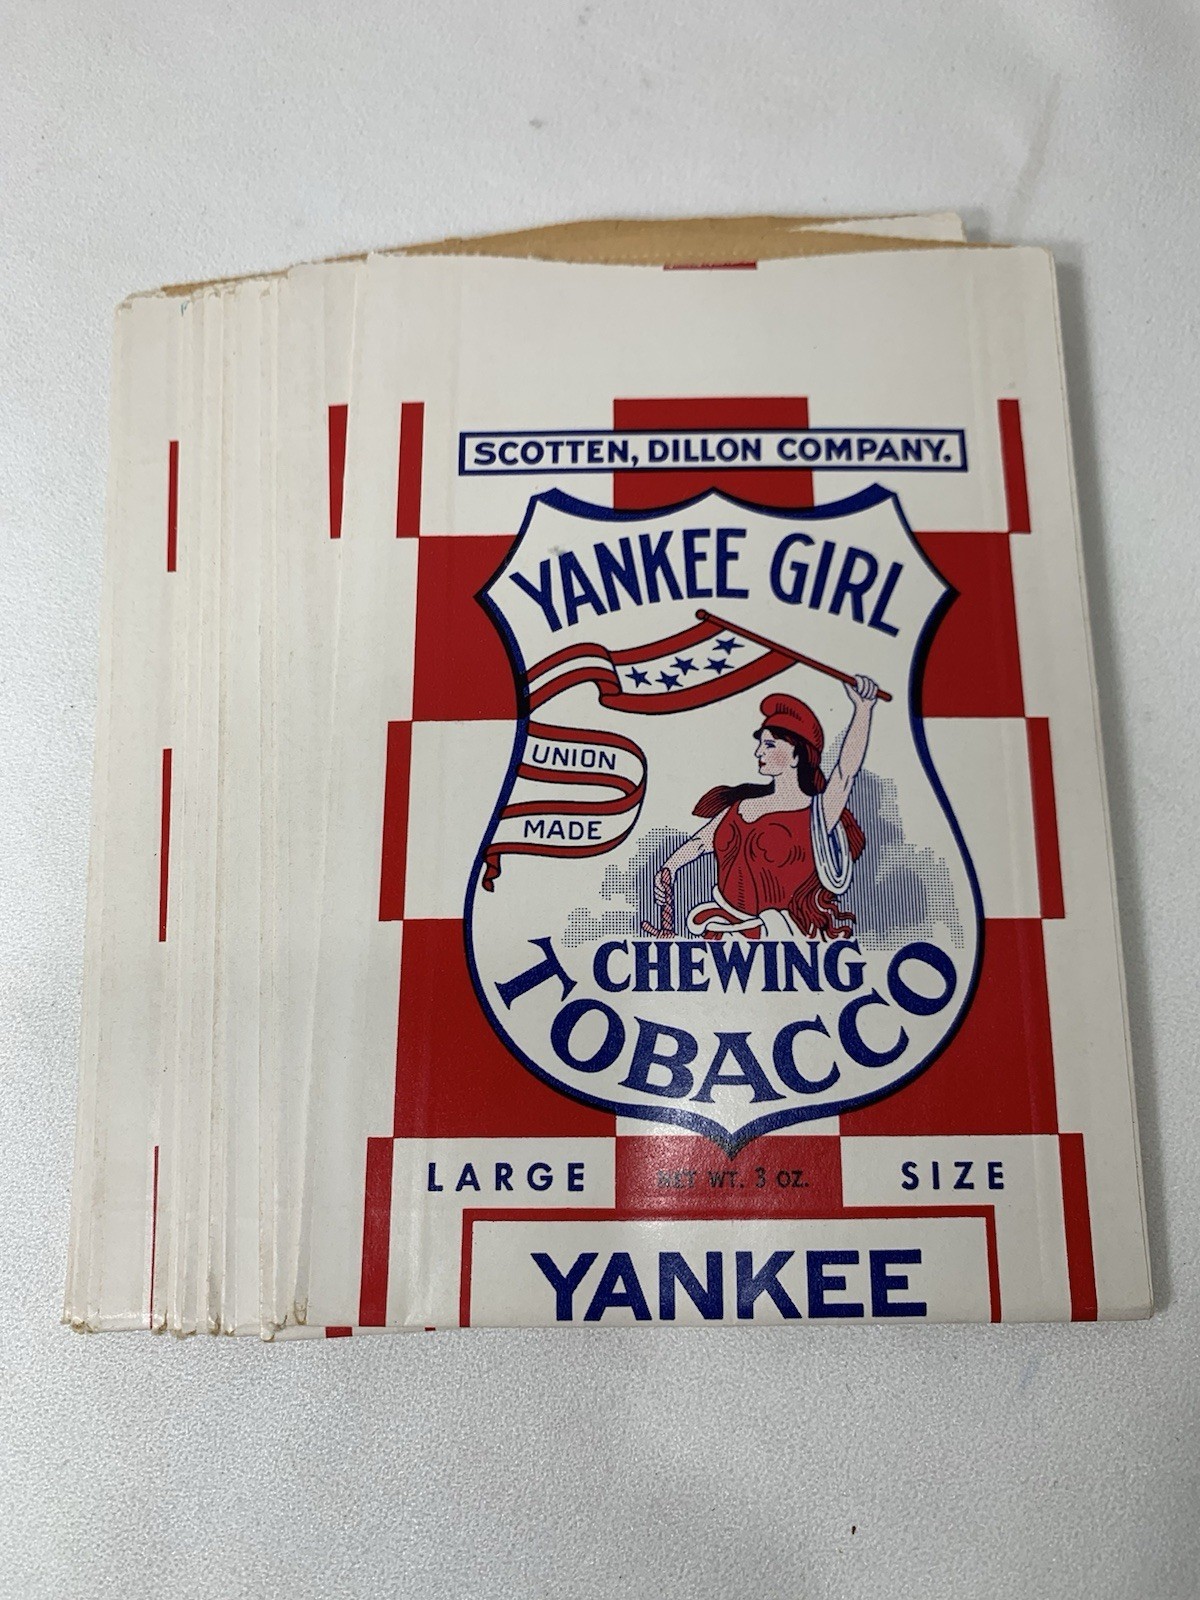 SCOTTEN, DILLON COMPANY.
YANKEE GIRL
UNION
MADE
CHEWING
TOBACCO
LARGE NET WT. 3 OZ. SIZE
YANKEE